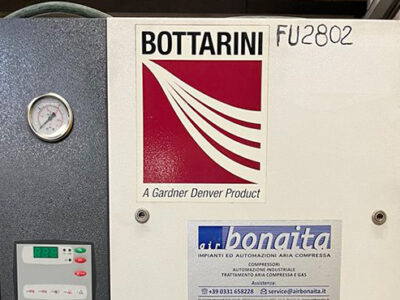 BOTTARINI
FU2802
A Gardner Denver Product
air bonaita
IMPIANTI ED AUTOMAZIONI ARIA COMPRESSA
COMPRESSORI
AUTOMAZIONE INDUSTRIALE
TRATTAMENTO ARIA COMPRESSA E GAS
Assistenza:
+39 0331 658228 service@airbonaita.it